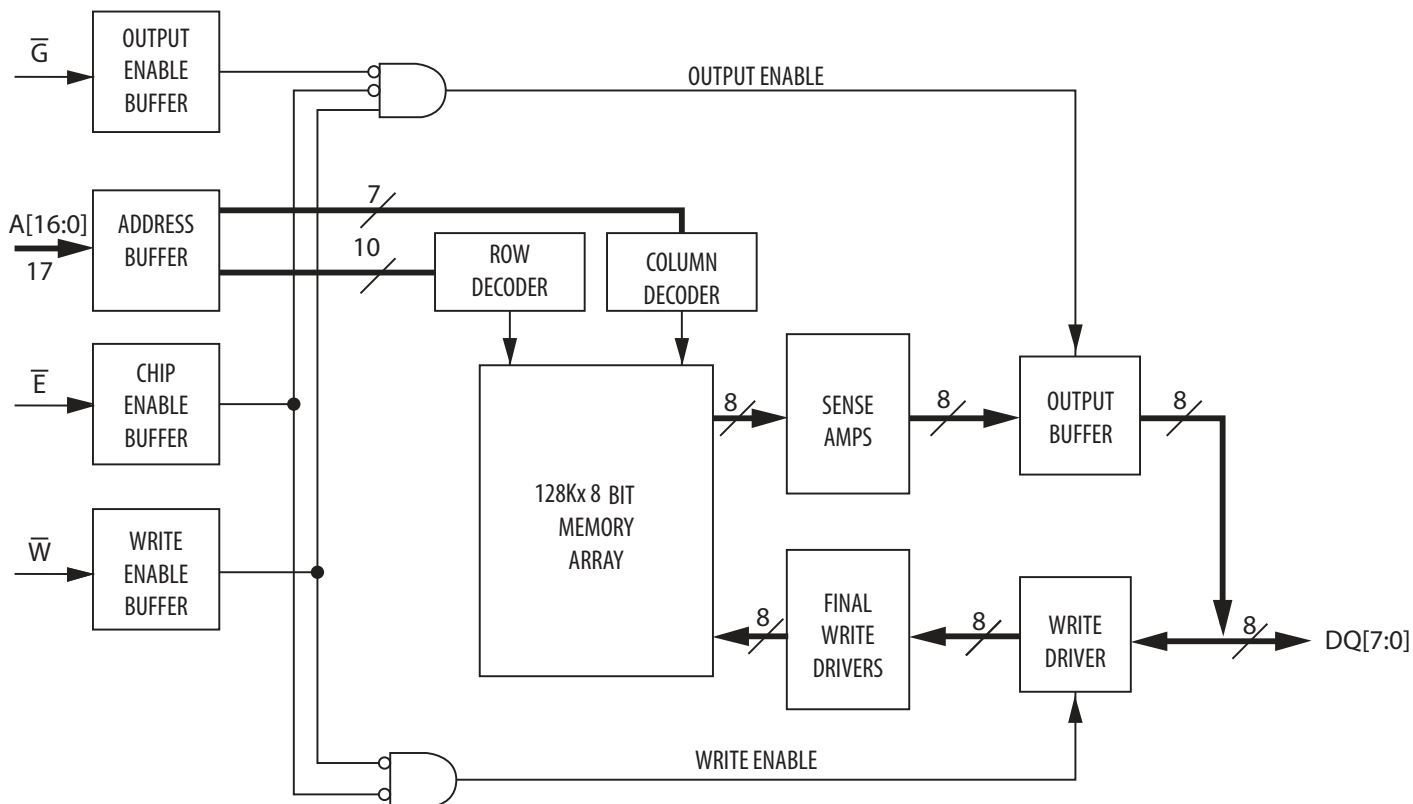 G̅
OUTPUT
ENABLE
BUFFER
OUTPUT ENABLE
A[16:0]
17
ADDRESS
BUFFER
7
10
ROW
DECODER
COLUMN
DECODER
E̅
CHIP
ENABLE
BUFFER
W̅
WRITE
ENABLE
BUFFER
128Kx 8 BIT
MEMORY
ARRAY
8
SENSE
AMPS
8
OUTPUT
BUFFER
8
8
FINAL
WRITE
DRIVERS
8
WRITE
DRIVER
8
DQ[7:0]
WRITE ENABLE